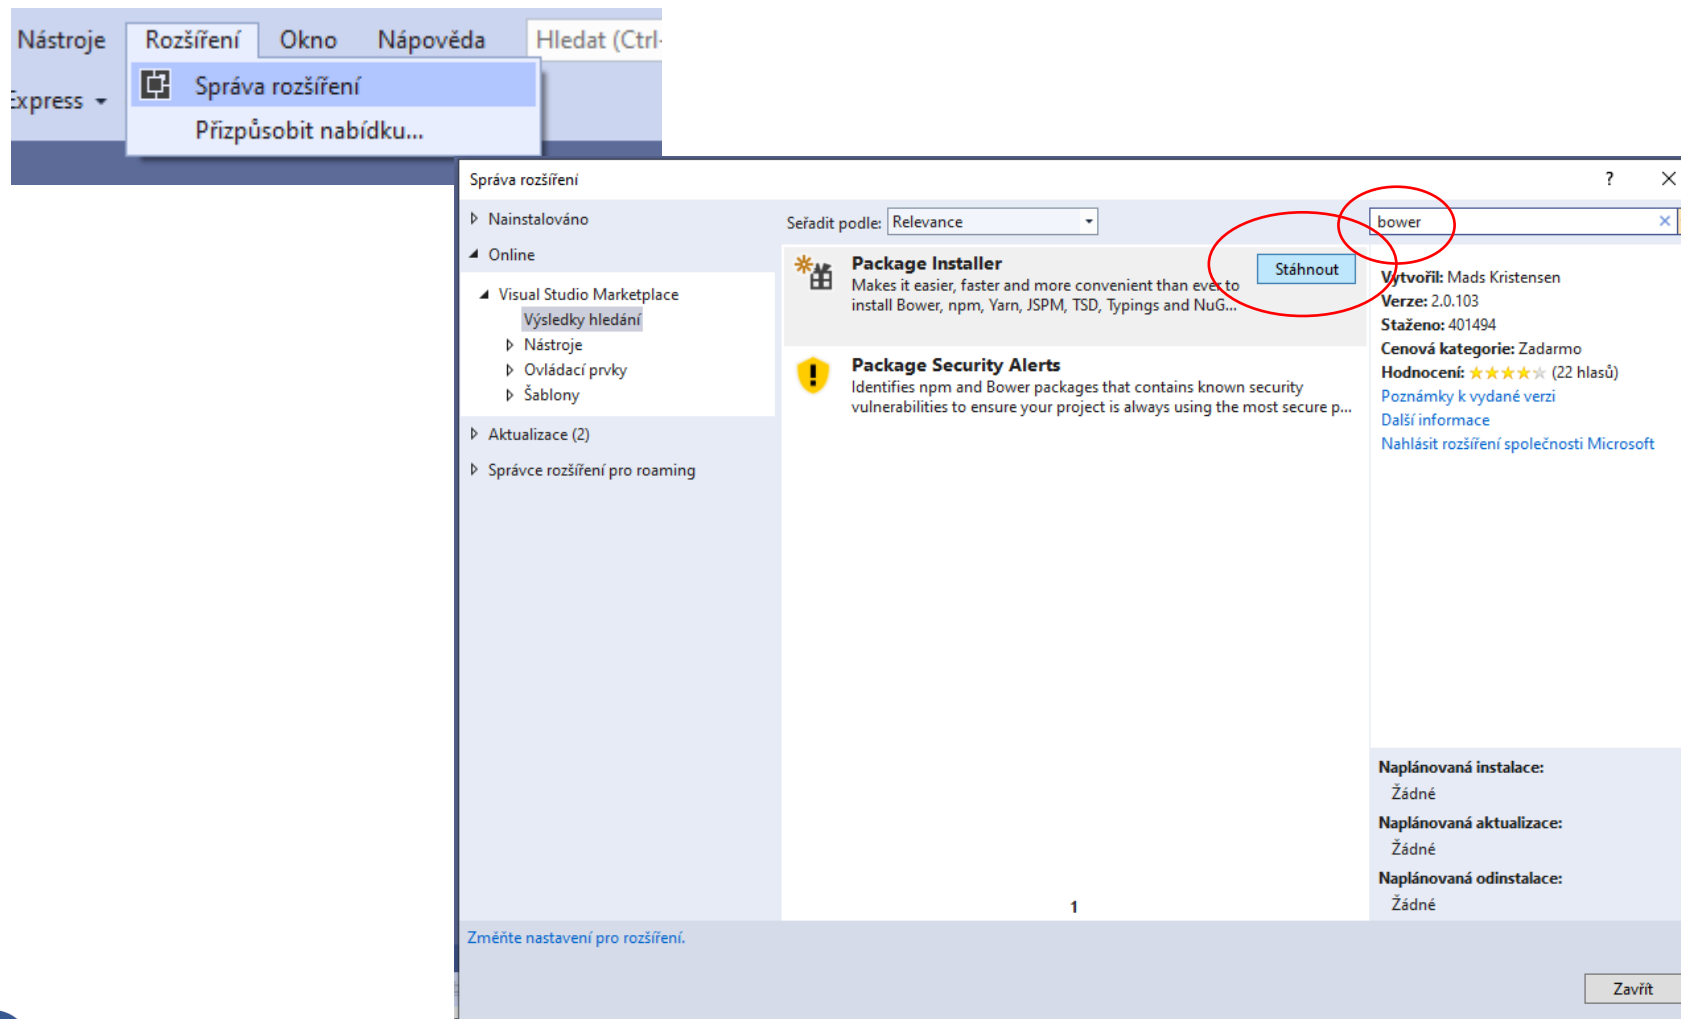 Nástroje Rozšíření Okno Nápověda Hledat (Ctrl-
Express
Správa rozšíření
Přizpůsobit nabídku...
Správa rozšíření
?
Nainstalováno
Online
Visual Studio Marketplace
Výsledky hledání
Nástroje
Ovládací prvky
Šablony
Aktualizace (2)
Správce rozšíření pro roaming
Seřadit podle: Relevance
bower
Package Installer
Stáhnout
Makes it easier, faster and more convenient than ever to
install Bower, npm, Yarn, JSPM, TSD, Typings and NuG...
Package Security Alerts
Identifies npm and Bower packages that contains known security
vulnerabilities to ensure your project is always using the most secure p...
1
Vytvořil: Mads Kristensen
Verze: 2.0.103
Staženo: 401494
Cenová kategorie: Zadarmo
Hodnocení: (22 hlasů)
Poznámky k vydané verzi
Další informace
Nahlásit rozšíření společnosti Microsoft
Naplánovaná instalace:
Žádné
Naplánovaná aktualizace:
Žádné
Naplánovaná odinstalace:
Žádné
Změňte nastavení pro rozšíření.
Zavřít